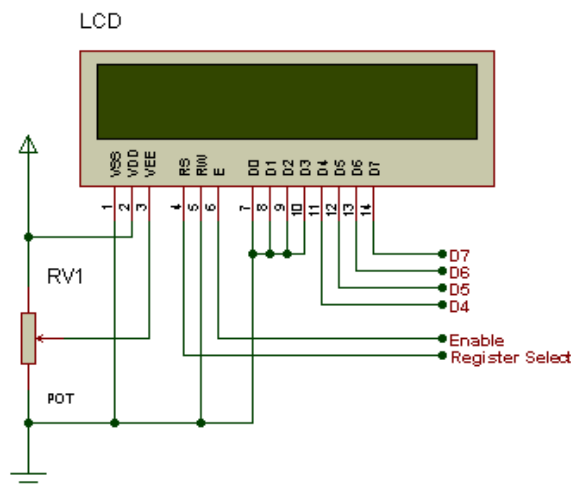 LCD
VSS VDD VEE RS RW E D0 D1 D2 D3 D4 D5 D6 D7
1 2 3 4 5 6 7 8 9 10 11 12 13 14
D7
D6
RV1
D5
D4
Enable
Register Select
POT